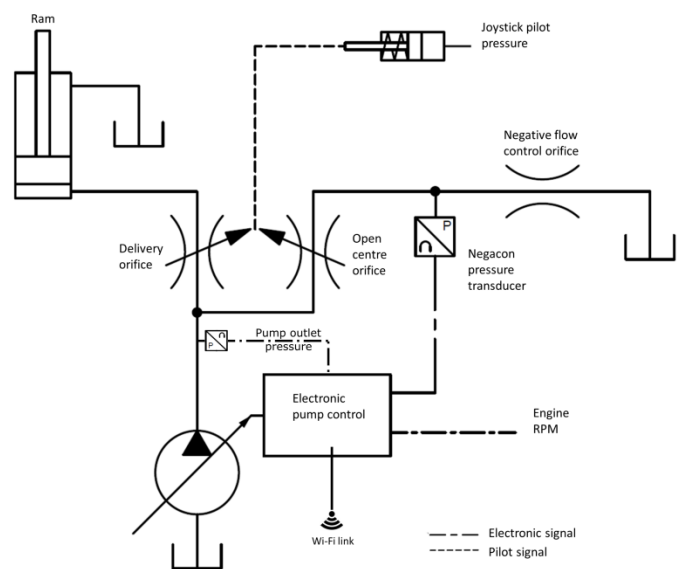 Ram
Joystick pilot
pressure
Negative flow
control orifice
Delivery
orifice
Open
centre
orifice
P
Negacon
pressure
transducer
P
Pump outlet
pressure
Electronic
pump control
Engine
RPM
Wi-Fi link
Electronic signal
Pilot signal